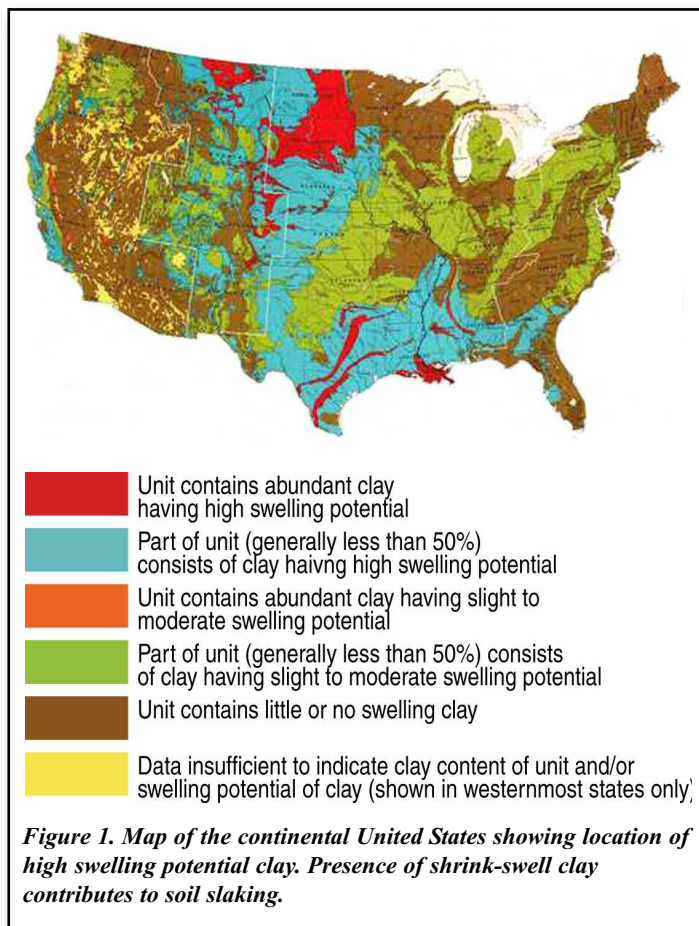 Unit contains abundant clay
having high swelling potential
Part of unit (generally less than 50%)
consists of clay haivng high swelling potential
Unit contains abundant clay having slight to
moderate swelling potential
Part of unit (generally less than 50%) consists
of clay having slight to moderate swelling potential
Unit contains little or no swelling clay
Data insufficient to indicate clay content of unit and/or
swelling potential of clay (shown in westernmost states only)
Figure 1. Map of the continental United States showing location of
high swelling potential clay. Presence of shrink-swell clay
contributes to soil slaking.